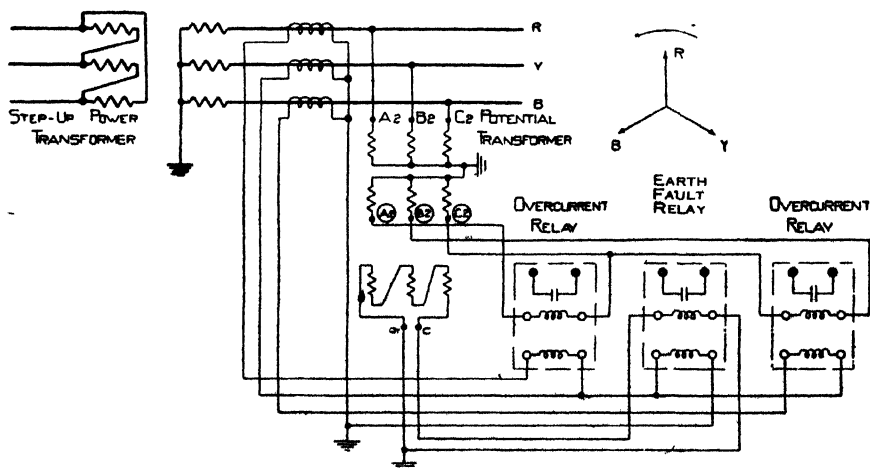 R
Y
B
STEP-UP POWER
TRANSFORMER
A2 B2 C2 POTENTIAL
TRANSFORMER
R
B
Y
A2 B2 C2
OVERCURRENT
RELAY
EARTH
FAULT
RELAY
OVERCURRENT
RELAY
C